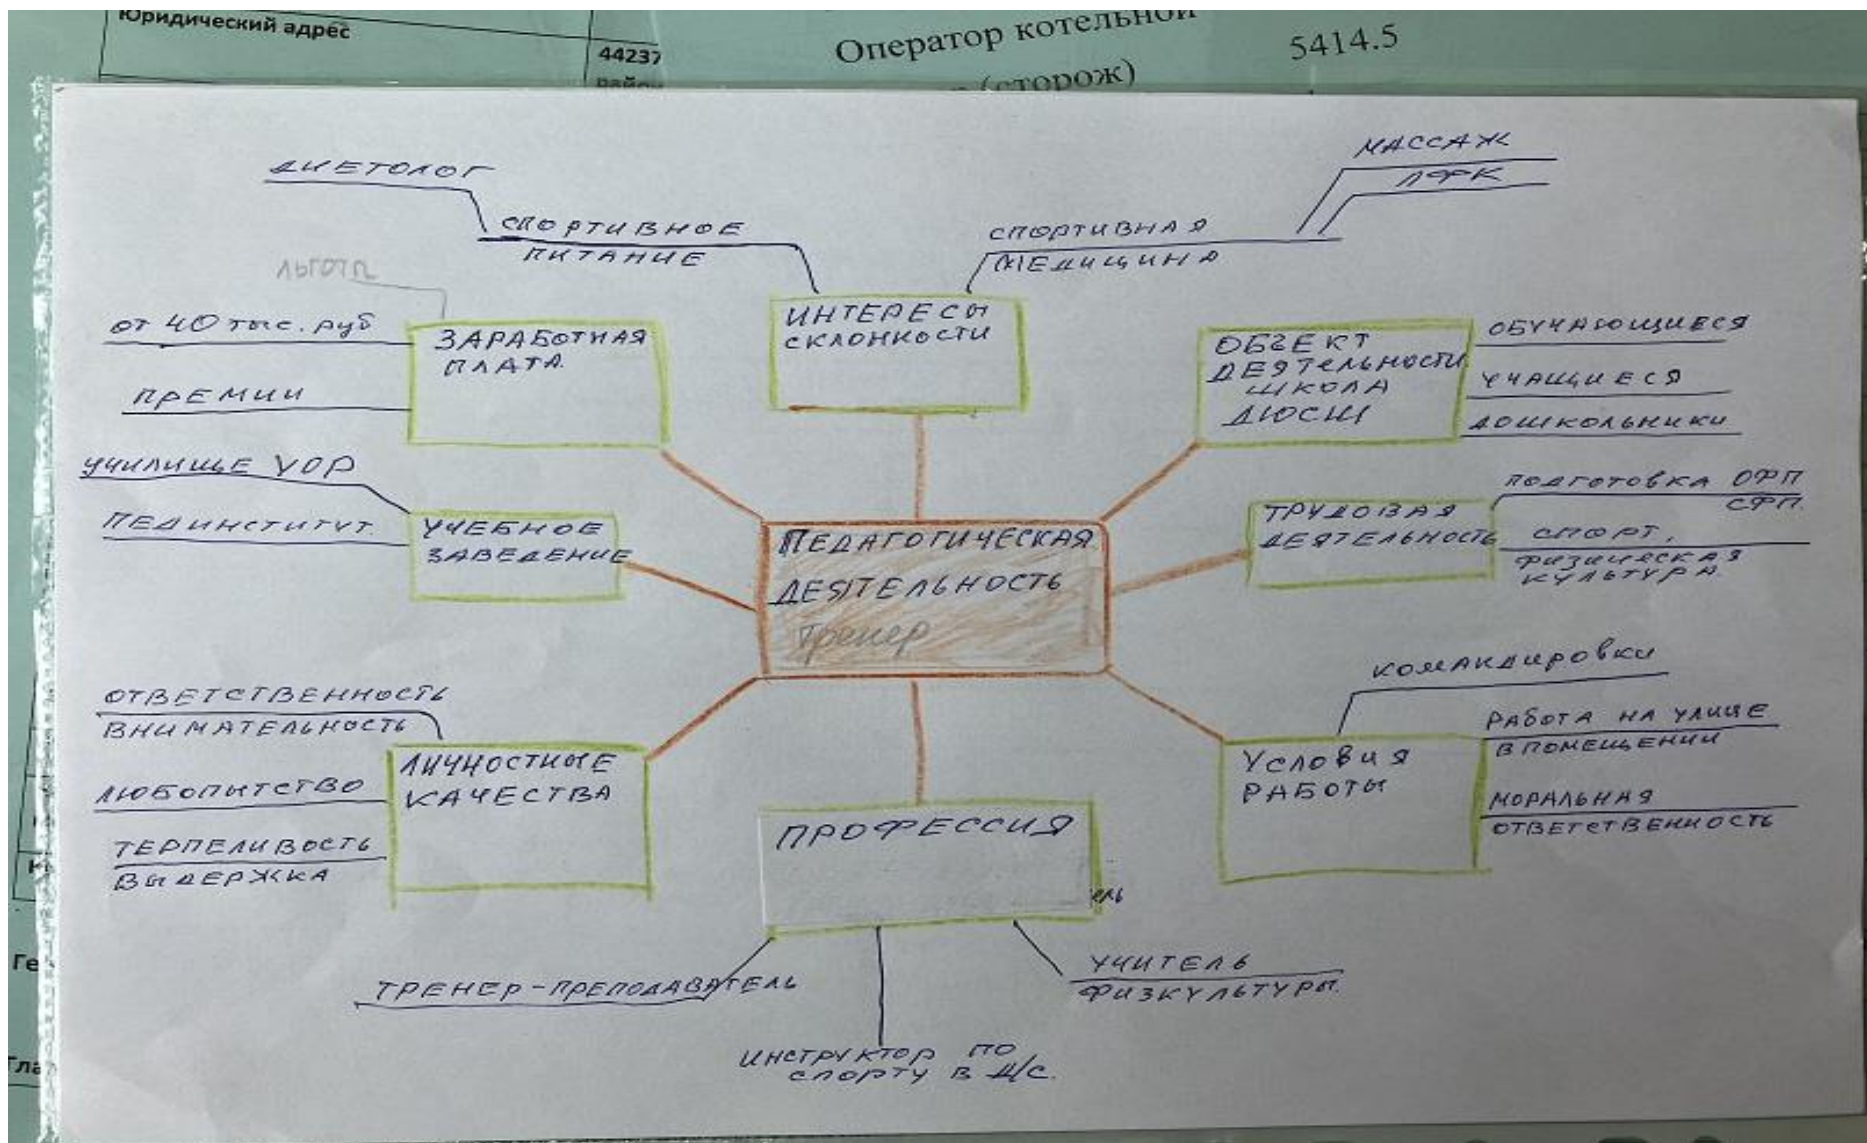 Юридический адрес
44237
Оператор котельной
5414.5
(сторож)
МАССАЖ
ЛФК
ДИЕТОЛОГ
СПОРТИВНОЕ
ПИТАНИЕ
СПОРТИВНАЯ
МЕДИЦИНА
ЛЬГОТЫ
ОТ 40 тыс. руб
ПРЕМИИ
ЗАРАБОТНАЯ
ПЛАТА.
ИНТЕРЕСЫ
СКЛОННОСТИ
ОБЪЕКТ
ДЕЯТЕЛЬНОСТИ
ШКОЛА
ДЮСШ
ОБУЧАЮЩИЕСЯ
УЧАЩИЕСЯ
ДОШКОЛЬНИКИ
УЧИЛИЩЕ УОР
ПЕДИНСТИТУТ.
УЧЕБНОЕ
ЗАВЕДЕНИЕ
ПЕДАГОГИЧЕСКАЯ
ДЕЯТЕЛЬНОСТЬ
Тренер
ТРУДОВАЯ
ДЕЯТЕЛЬНОСТЬ
ПОДГОТОВКА ОФП
СФП.
СПОРТ,
ФИЗИЧЕСКАЯ
КУЛЬТУРА.
ОТВЕТСТВЕННОСТЬ
ВНИМАТЕЛЬНОСТЬ
ЛЮБОПЫТСТВО
ТЕРПЕЛИВОСТЬ
ВЫДЕРЖКА
ЛИЧНОСТНЫЕ
КАЧЕСТВА
ПРОФЕССИЯ
ель
УСЛОВИЯ
РАБОТЫ
КОМАНДИРОВКИ
РАБОТА НА УЛИЦЕ
В ПОМЕЩЕНИИ
МОРАЛЬНАЯ
ОТВЕТСТВЕННОСТЬ
ТРЕНЕР-ПРЕПОДАВАТЕЛЬ
ИНСТРУКТОР ПО
СПОРТУ В Д/С.
УЧИТЕЛЬ
ФИЗКУЛЬТУРЫ.
Ге
Гла